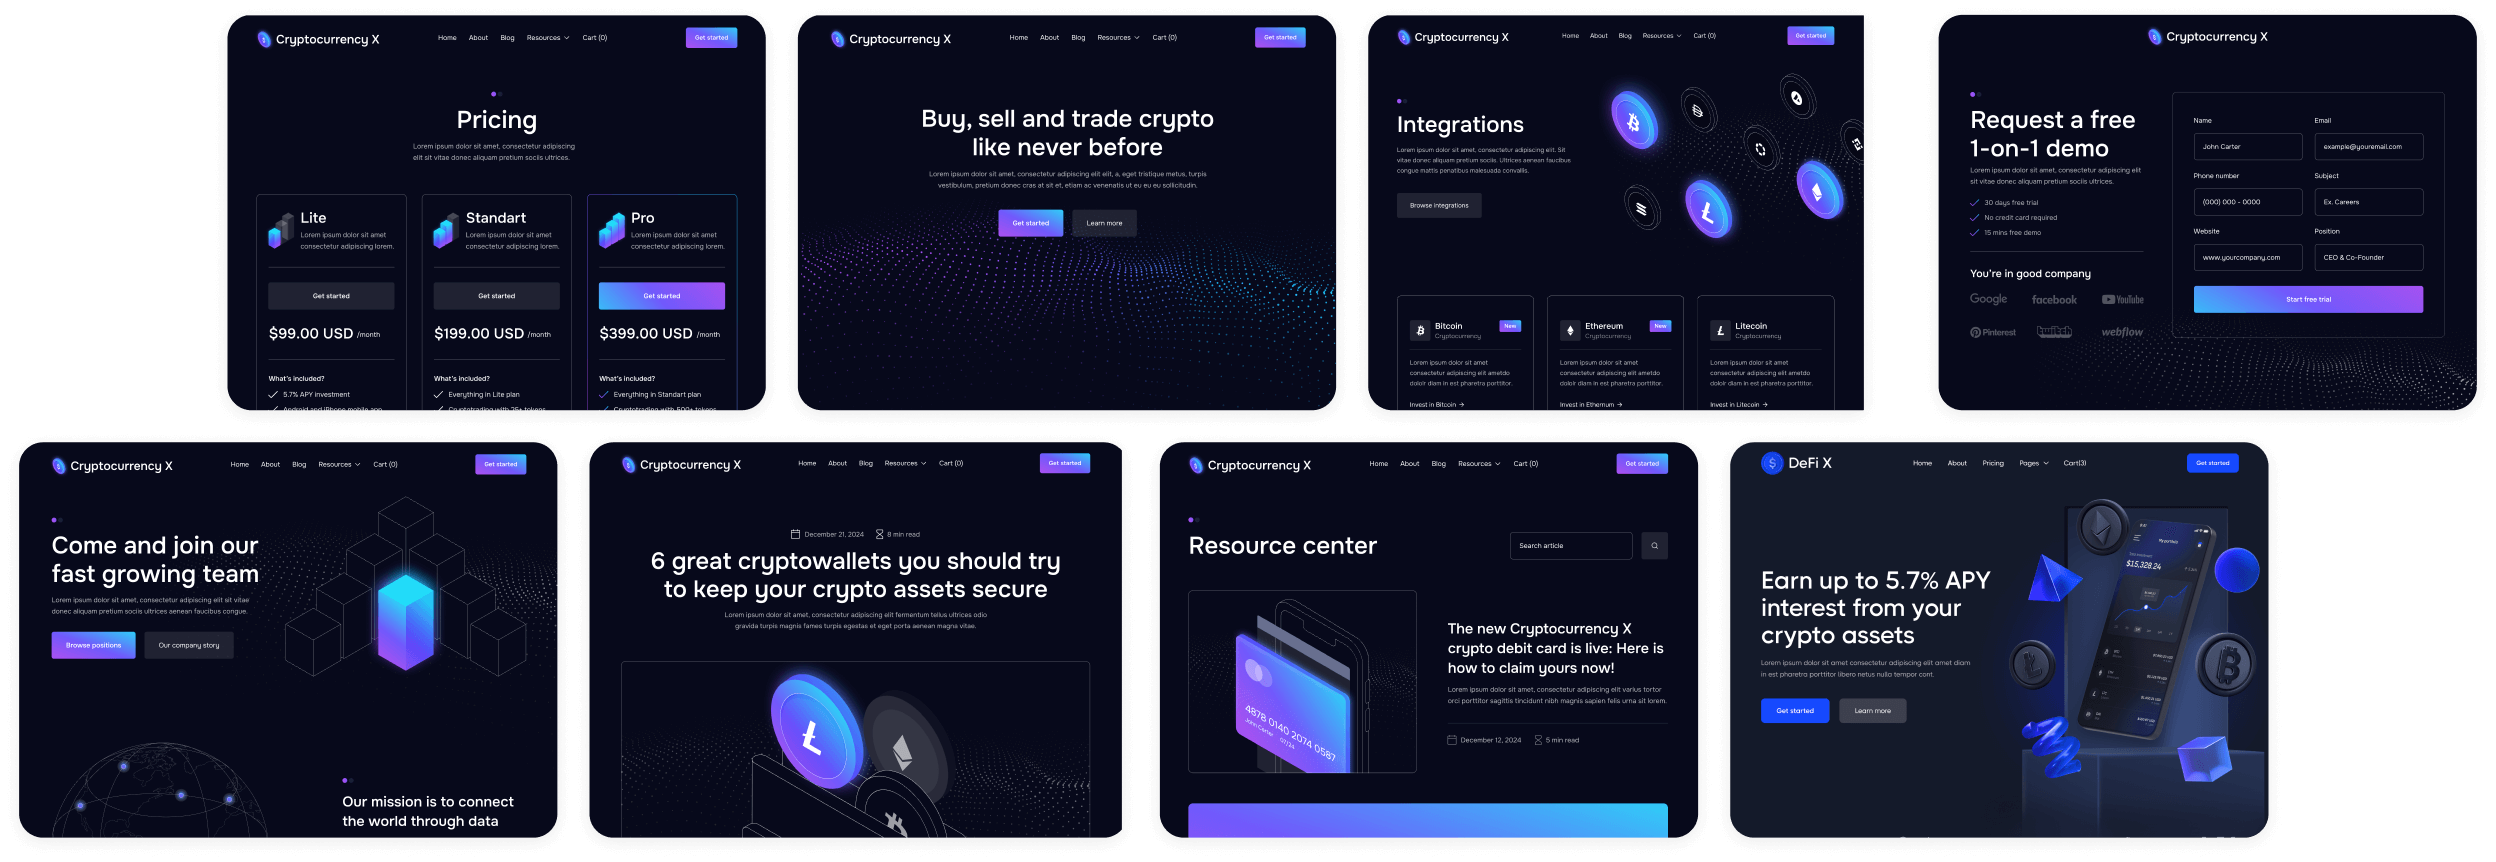 Cryptocurrency X
Home About Blog Resources Cart (0)
Get started
Pricing
Lorem ipsum dolor sit amet, consectetur adipiscing
elit sit vitae donec aliquam pretium sociis ultrices.
Lite
Lorem ipsum dolor sit amet
consectetur adipiscing lorem.
Get started
$99.00 USD /month
What's included?
5.7% APY investment
Android and iPhone mobile app
Standart
Lorem ipsum dolor sit amet
consectetur adipiscing lorem.
Get started
$199.00 USD /month
What's included?
Everything in Lite plan
Cryptotrading with 25+ tokens
Pro
Lorem ipsum dolor sit amet
consectetur adipiscing lorem.
Get started
$399.00 USD /month
What's included?
Everything in Standart plan
Cryptotrading with 500+ tokens
Cryptocurrency X
Home About Blog Resources Cart (0)
Get started
Buy, sell and trade crypto
like never before
Lorem ipsum dolor sit amet, consectetur adipiscing elit elit, a, eget tristique metus, turpis
vestibulum, pretium donec cras at sit et, etiam ac venenatis ut eu eu eu sollicitudin.
Get started
Learn more
Cryptocurrency X
Home About Blog Resources Cart (0)
Get started
Integrations
Lorem ipsum dolor sit amet, consectetur adipiscing elit. Sit
vitae donec aliquam pretium sociis. Ultrices aenean faucibus
congue mattis penatibus malesuada convallis.
Browse integrations
Bitcoin
New
Cryptocurrency
Lorem ipsum dolor sit amet
consectetur adipiscing elit ametdo
dololr diam in est pharetra porttitor.
Invest in Bitcoin →
Ethereum
New
Cryptocurrency
Lorem ipsum dolor sit amet
consectetur adipiscing elit ametdo
dololr diam in est pharetra porttitor.
Invest in Ethernum →
Litecoin
Cryptocurrency
Lorem ipsum dolor sit amet
consectetur adipiscing elit ametdo
dololr diam in est pharetra porttitor.
Invest in Litecoin →
Cryptocurrency X
Request a free
1-on-1 demo
Lorem ipsum dolor sit amet, consectetur adipiscing elit
sit vitae donec aliquam pretium sociis ultrices.
30 days free trial
No credit card required
15 mins free demo
You're in good company
Google facebook YouTube
Pinterest twitch webflow
Name Email
John Carter example@youremail.com
Phone number Subject
(000) 000 - 0000 Ex. Careers
Website Position
www.yourcompany.com CEO & Co-Founder
Start free trial
Cryptocurrency X
Home About Blog Resources Cart (0)
Get started
Come and join our
fast growing team
Lorem ipsum dolor sit amet, consectetur adipiscing elit sit vitae
donec aliquam pretium sociis ultrices aenean faucibus congue.
Browse positions
Our company story
Our mission is to connect
the world through data
Cryptocurrency X
Home About Blog Resources Cart (0)
Get started
December 21, 2024 8 min read
6 great cryptowallets you should try
to keep your crypto assets secure
Lorem ipsum dolor sit amet, consectetur adipiscing elit fermentum tellus ultrices odio
gravida turpis magnis fames turpis egestas et eget porta aenean magna vitae.
Cryptocurrency X
Home About Blog Resources Cart (0)
Get started
Resource center
Search article
4878 0140 2074 0587
John Carter 07/24
The new Cryptocurrency X
crypto debit card is live: Here is
how to claim yours now!
Lorem ipsum dolor sit amet, consectetur adipiscing elit varius tortor
orci porttitor sagittis tincidunt nibh magnis sapien felis urna sit lorem.
December 12, 2024 5 min read
DeFi X
Home About Pricing Pages Cart(3)
Get started
Earn up to 5.7% APY
interest from your
crypto assets
Lorem ipsum dolor sit amet consectetur adipiscing elit amet diam
in est pharetra porttitor libero netus nulla tempor cont.
Get started
Learn more
My portfolio
$15,328.24